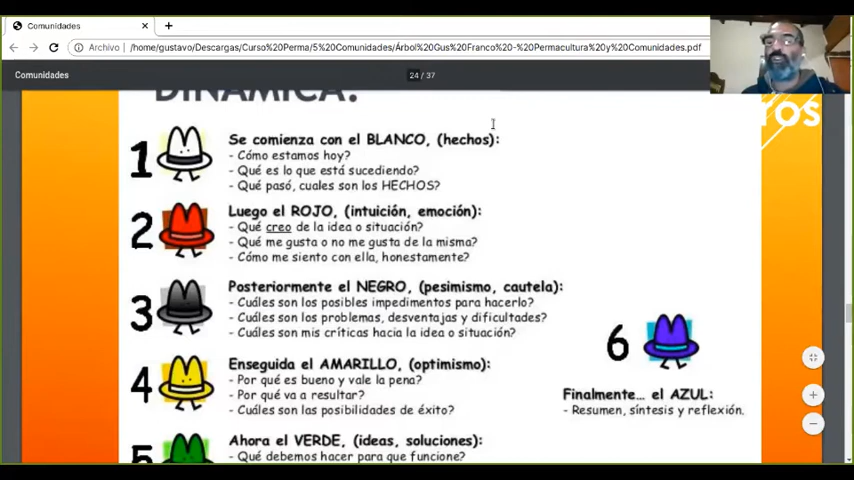 Comunidades
Archivo
/home/gustavo/Descargas/Curso%20Perma/5%20Comunidades/Árbol%20Gus%20Franco%20-%20Permacultura%20y%20Comunidades.pdf
Comunidades
24 / 37
DINÁMICA:
TOS
1
Se comienza con el BLANCO, (hechos):
- Cómo estamos hoy?
- Qué es lo que está sucediendo?
- Qué pasó, cuales son los HECHOS?
2
Luego el ROJO, (intuición, emoción):
- Qué creo de la idea o situación?
- Qué me gusta o no me gusta de la misma?
- Cómo me siento con ella, honestamente?
3
Posteriormente el NEGRO, (pesimismo, cautela):
- Cuáles son los posibles impedimentos para hacerlo?
- Cuáles son los problemas, desventajas y dificultades?
- Cuáles son mis críticas hacia la idea o situación?
4
Enseguida el AMARILLO, (optimismo):
- Por qué es bueno y vale la pena?
- Por qué va a resultar?
- Cuáles son las posibilidades de éxito?
5
Ahora el VERDE, (ideas, soluciones):
- Qué debemos hacer para que funcione?
6
Finalmente... el AZUL:
- Resumen, síntesis y reflexión.